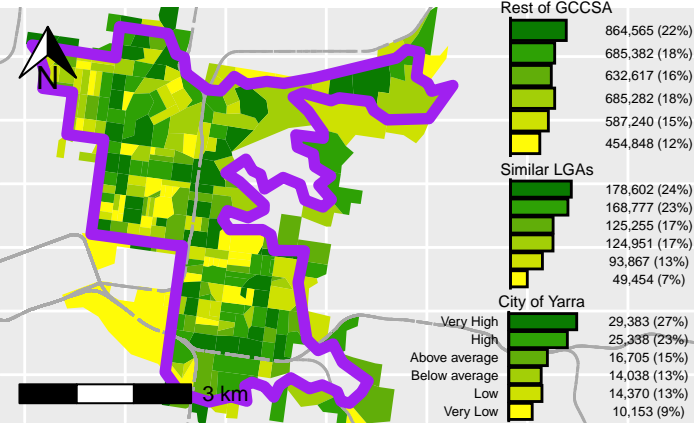 N
3 km
Rest of GCCSA
864,565 (22%)
685,382 (18%)
632,617 (16%)
685,282 (18%)
587,240 (15%)
454,848 (12%)
Similar LGAs
178,602 (24%)
168,777 (23%)
125,255 (17%)
124,951 (17%)
93,867 (13%)
49,454 (7%)
City of Yarra
Very High 29,383 (27%)
High 25,338 (23%)
Above average 16,705 (15%)
Below average 14,038 (13%)
Low 14,370 (13%)
Very Low 10,153 (9%)